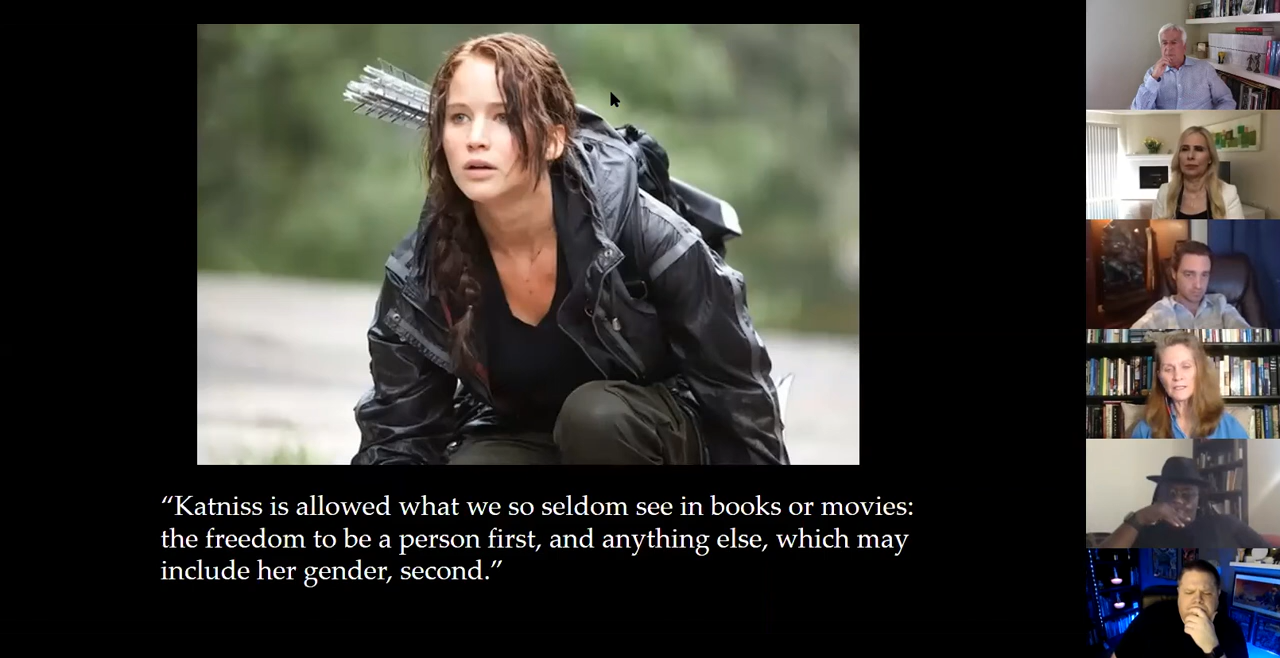 “Katniss is allowed what we so seldom see in books or movies:
the freedom to be a person first, and anything else, which may
include her gender, second.”